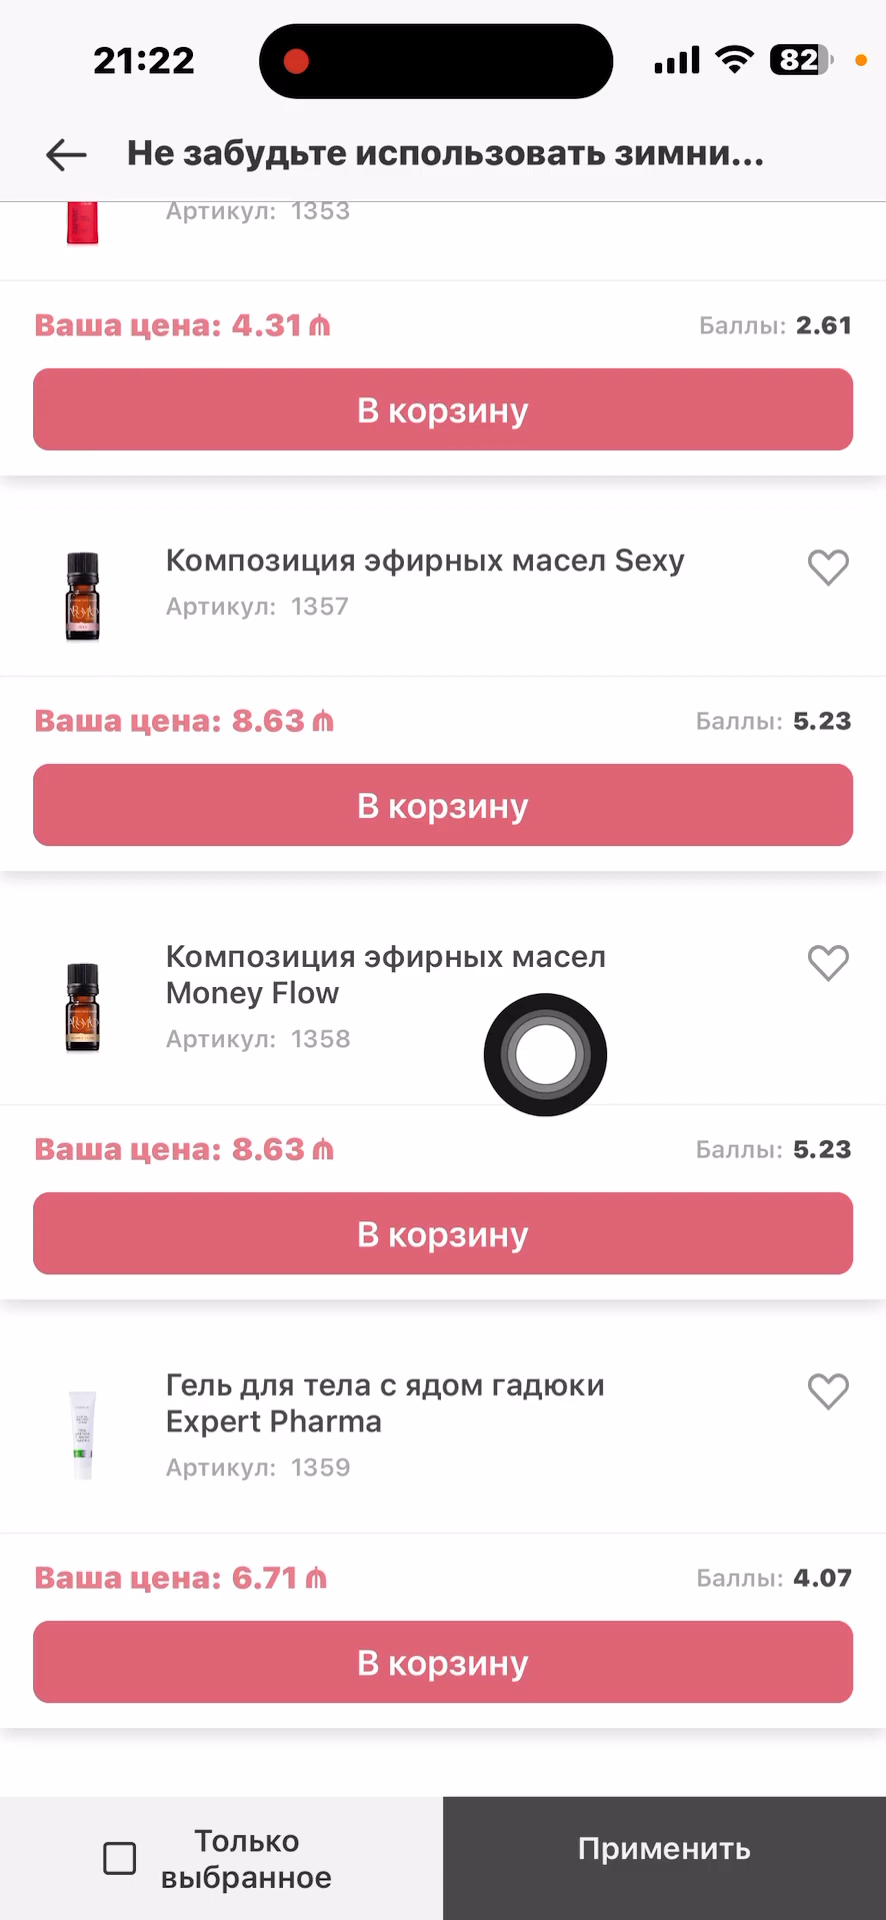 21:22
82
Не забудьте использовать зимни...
Артикул: 1353
Ваша цена: 4.31 ₼
Баллы: 2.61
В корзину
Композиция эфирных масел Sexy
Артикул: 1357
Ваша цена: 8.63 ₼
Баллы: 5.23
В корзину
Композиция эфирных масел
Money Flow
Артикул: 1358
Ваша цена: 8.63 ₼
Баллы: 5.23
В корзину
Гель для тела с ядом гадюки
Expert Pharma
Артикул: 1359
Ваша цена: 6.71 ₼
Баллы: 4.07
В корзину
Только
выбранное
Применить